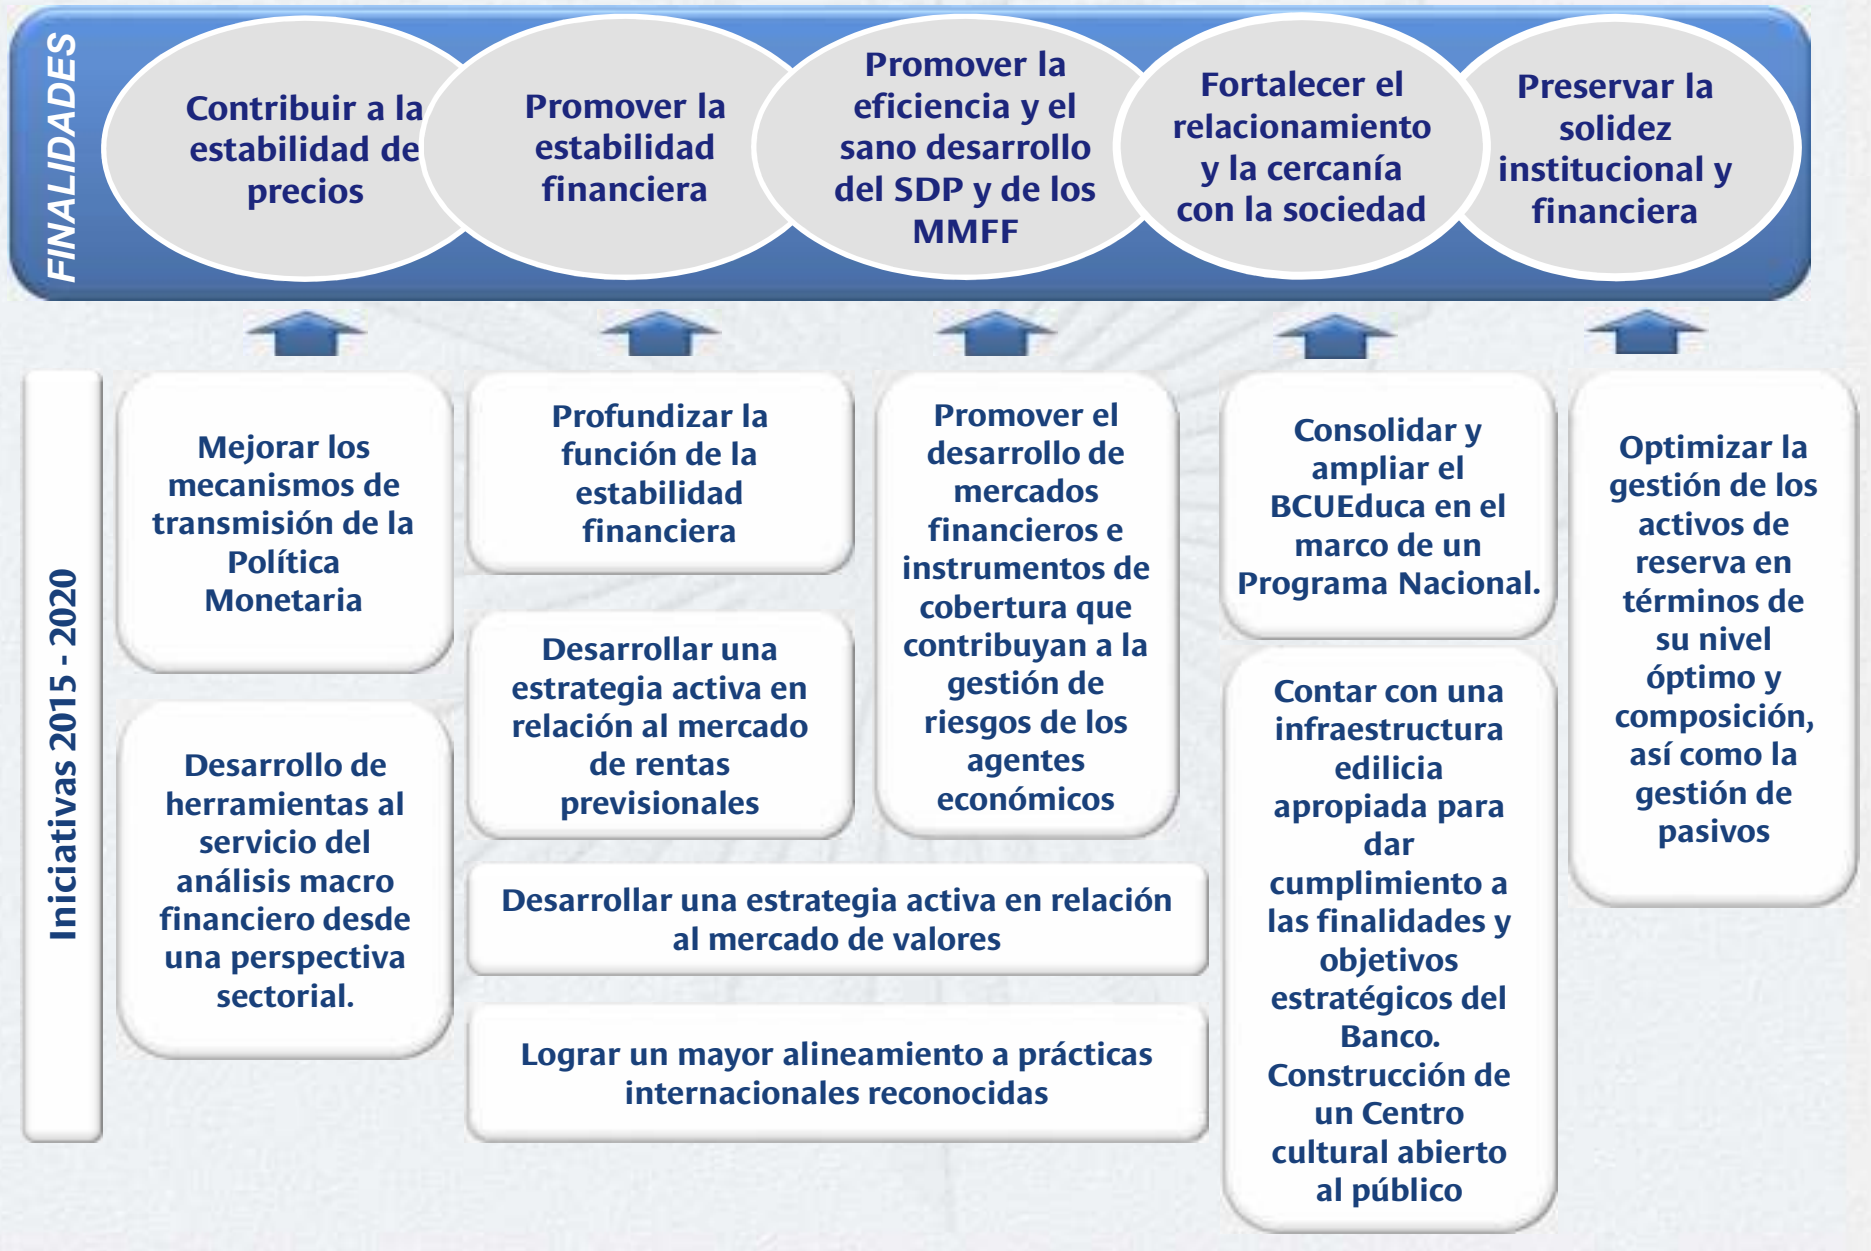 FINALIDADES
Contribuir a la
estabilidad de
precios
Promover la
estabilidad
financiera
Promover la
eficiencia y el
sano desarrollo
del SDP y de los
MMFF
Fortalecer el
relacionamiento
y la cercanía
con la sociedad
Preservar la
solidez
institucional y
financiera
Iniciativas 2015 - 2020
Mejorar los
mecanismos de
transmisión de la
Política
Monetaria
Desarrollo de
herramientas al
servicio del
análisis macro
financiero desde
una perspectiva
sectorial.
Profundizar la
función de la
estabilidad
financiera
Desarrollar una
estrategia activa en
relación al mercado
de rentas
previsionales
Promover el
desarrollo de
mercados
financieros e
instrumentos de
cobertura que
contribuyan a la
gestión de
riesgos de los
agentes
económicos
Desarrollar una estrategia activa en relación
al mercado de valores
Lograr un mayor alineamiento a prácticas
internacionales reconocidas
Consolidar y
ampliar el
BCUEduca en el
marco de un
Programa Nacional.
Contar con una
infraestructura
edilicia
apropiada para
dar
cumplimiento a
las finalidades y
objetivos
estratégicos del
Banco.
Construcción de
un Centro
cultural abierto
al público
Optimizar la
gestión de los
activos de
reserva en
términos de
su nivel
óptimo y
composición,
así como la
gestión de
pasivos